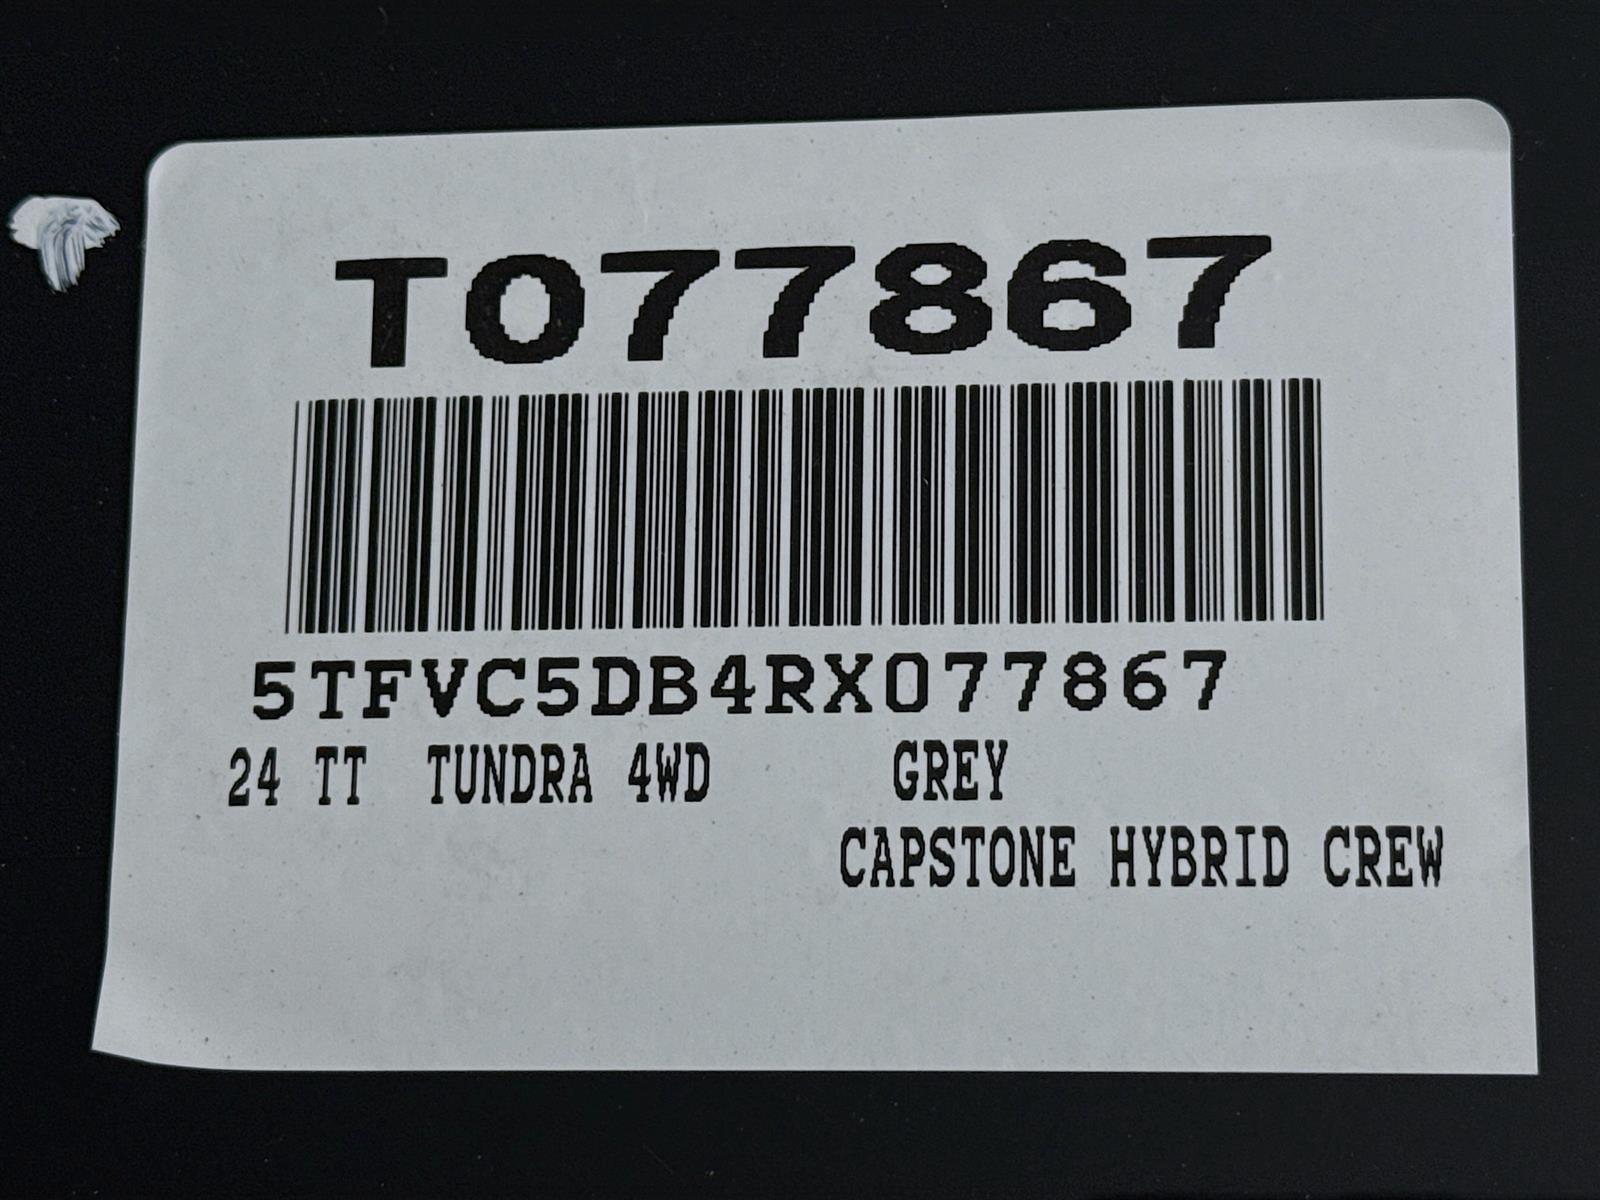 T077867
5TFVC5DB4RX077867
24 TT TUNDRA 4WD GREY
CAPSTONE HYBRID CREW